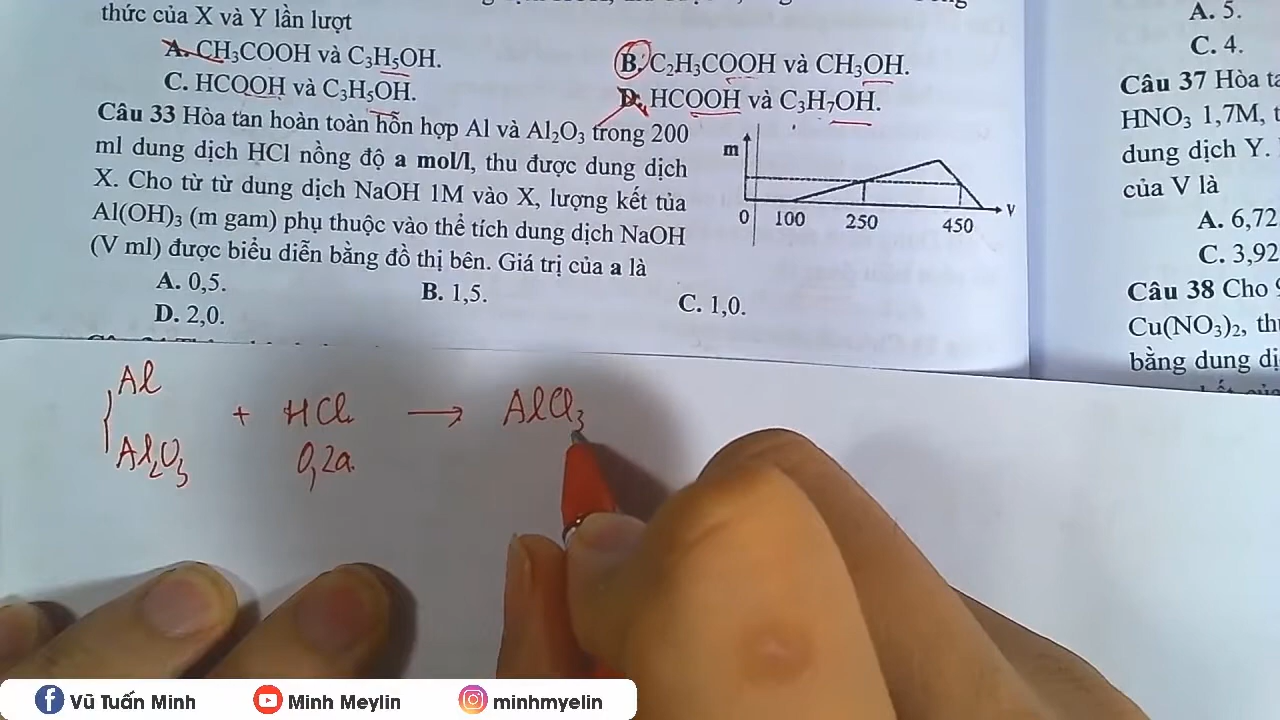 thức của X và Y lần lượt
A. CH₃COOH và C₃H₅OH.
B. C₂H₃COOH và CH₃OH.
C. HCOOH và C₃H₅OH.
D. HCOOH và C₃H₇OH.
Câu 33 Hòa tan hoàn toàn hỗn hợp Al và Al₂O₃ trong 200
ml dung dịch HCl nồng độ a mol/l, thu được dung dịch
X. Cho từ từ dung dịch NaOH 1M vào X, lượng kết tủa
Al(OH)₃ (m gam) phụ thuộc vào thể tích dung dịch NaOH
(V ml) được biểu diễn bằng đồ thị bên. Giá trị của a là
A. 0,5.
B. 1,5.
C. 1,0.
D. 2,0.
m
0 100 250 450 V
A. 5.
C. 4.
Câu 37 Hòa
HNO₃ 1,7M,
dung dịch Y.
của V là
A. 6,72
C. 3,92
Câu 38 Cho
Cu(NO₃)₂,
bằng dung
Al
Al₂O₃
+ HCl → AlCl₃
0,2a
Vũ Tuấn Minh
Minh Meylin
minhmyelin